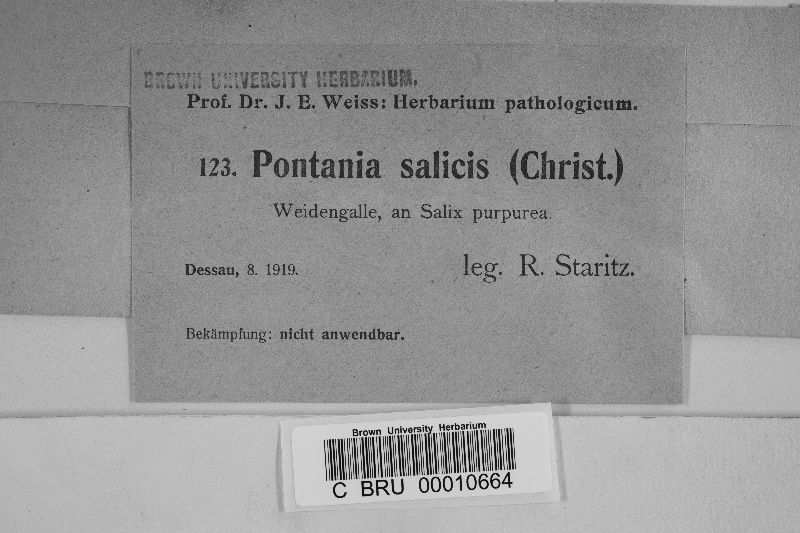 BROWN UNIVERSITY HERBARIUM.
Prof. Dr. J. E. Weiss: Herbarium pathologicum.
123. Pontania salicis (Christ.)
Weidengalle, an Salix purpurea.
Dessau, 8. 1919. leg. R. Staritz.
Bekämpfung: nicht anwendbar.
Brown University Herbarium
C BRU 00010664